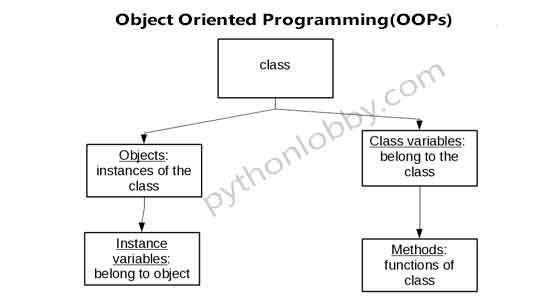 Object Oriented Programming(OOPs)
class
Objects:
instances of the
class
Class variables:
belong to the
class
Instance
variables:
belong to object
Methods:
functions of
class
pythonlobby.com